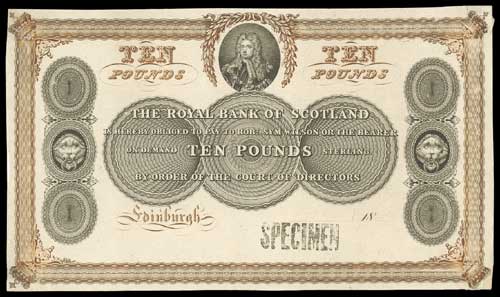 TEN
TEN
POUNDS
POUNDS
THE ROYAL BANK OF SCOTLAND
IS HEREBY OBLIGED TO PAY TO ROBT. SYM WILSON OR THE BEARER
ON DEMAND TEN POUNDS STERLING
BY ORDER OF THE COURT OF DIRECTORS
Edinburgh
18
SPECIMEN